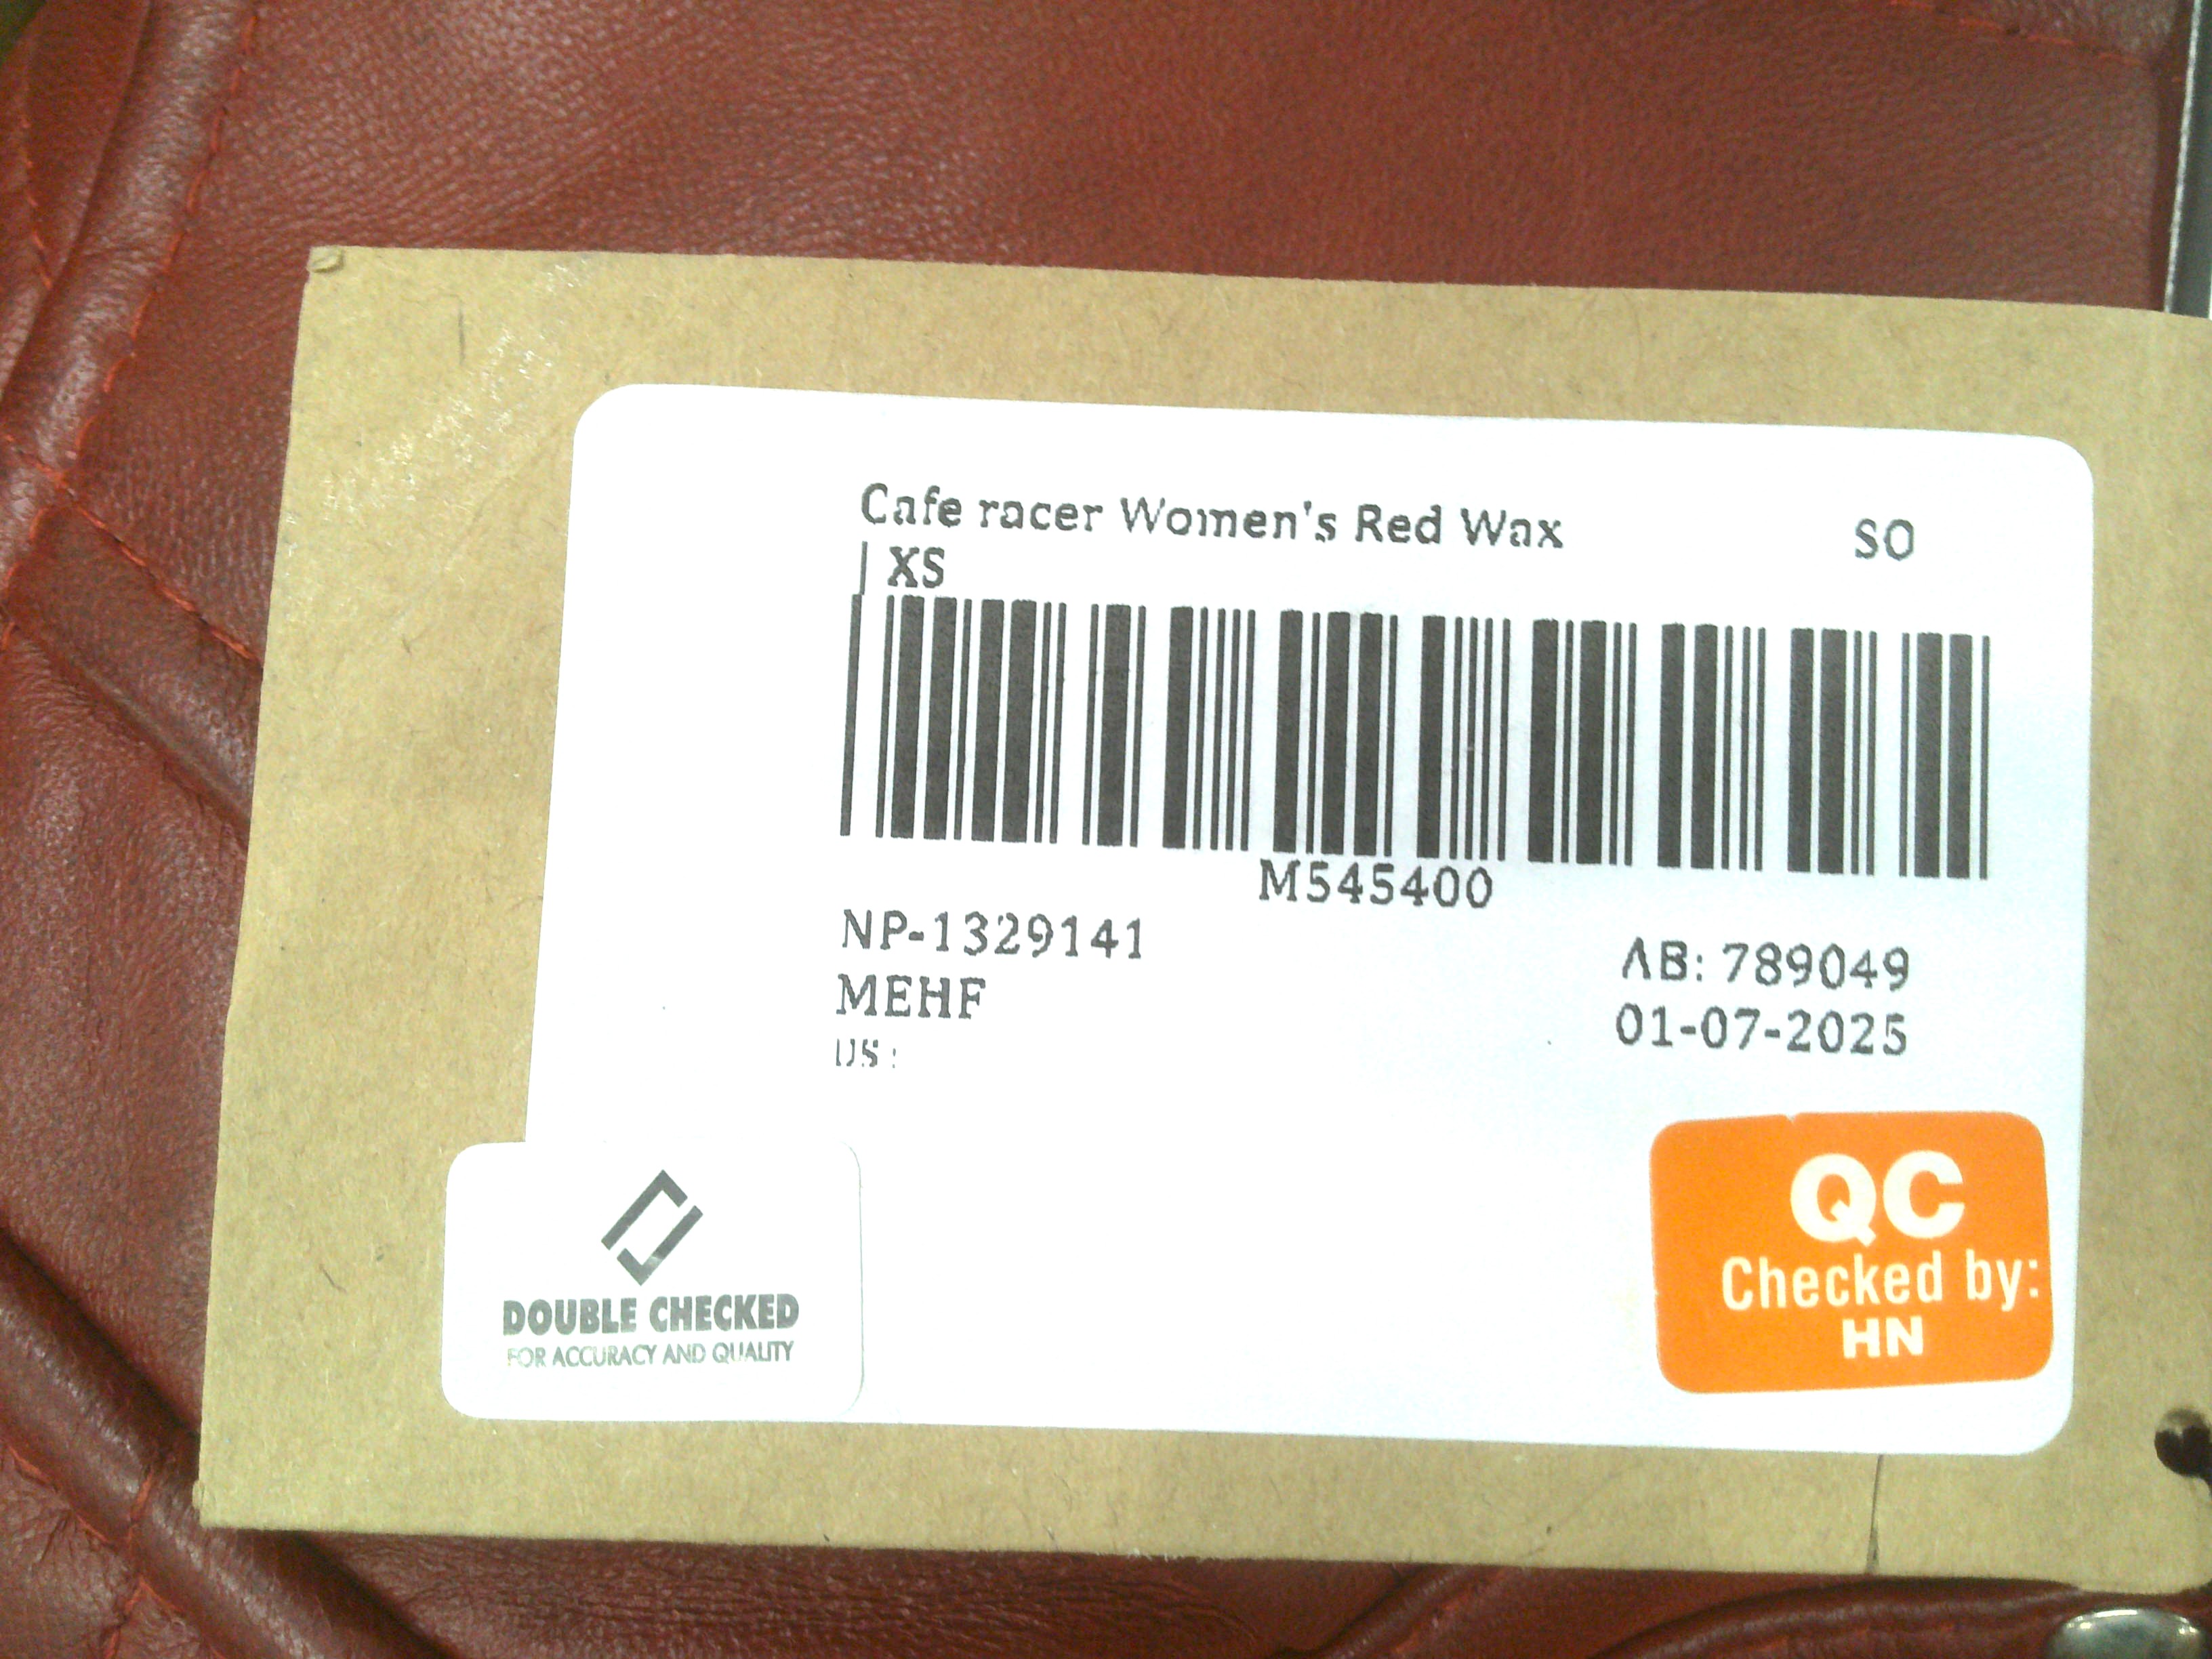 Cafe racer Women's Red Wax SO
| XS
M545400
NP-1329141 AB: 789049
MEHF 01-07-2025
US :
DOUBLE CHECKED
FOR ACCURACY AND QUALITY
QC
Checked by:
HN